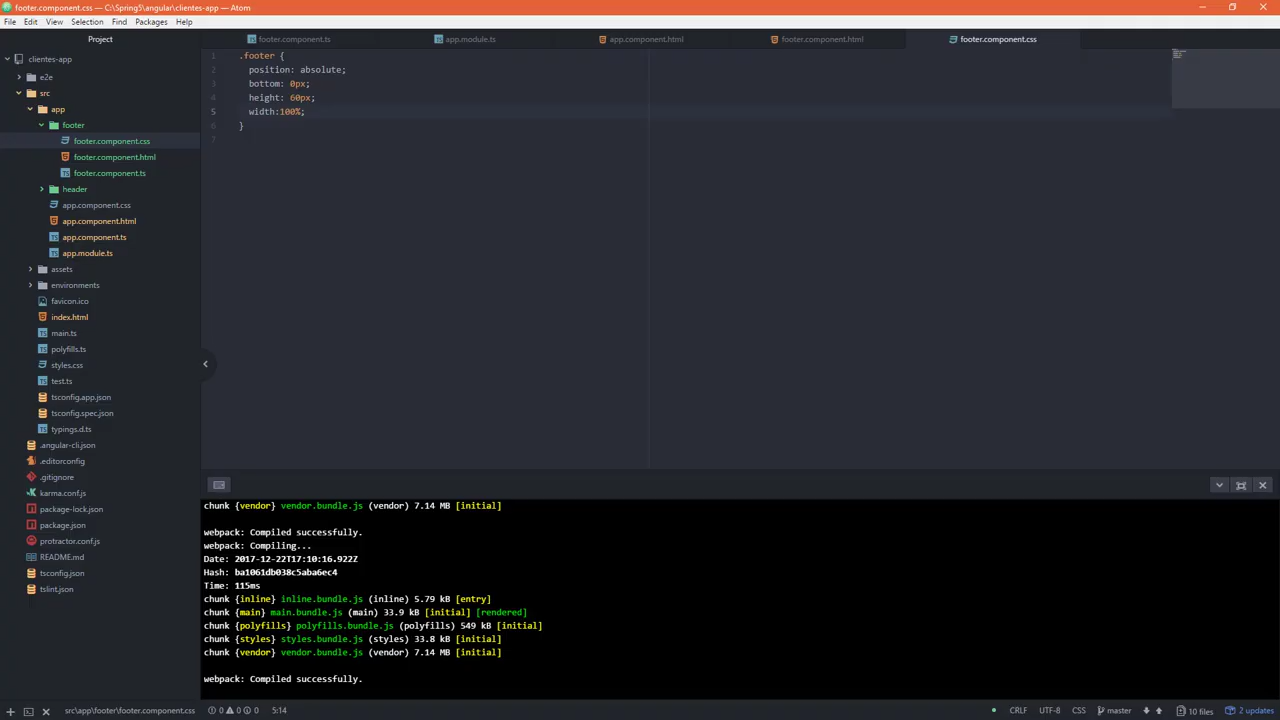 footer.component.css — C:\Spring5\angular\clientes-app — Atom
File Edit View Selection Find Packages Help
Project
footer.component.ts
app.module.ts
app.component.html
footer.component.html
footer.component.css
clientes-app
e2e
src
app
footer
footer.component.css
footer.component.html
footer.component.ts
header
app.component.css
app.component.html
app.component.ts
app.module.ts
assets
environments
favicon.ico
index.html
main.ts
polyfills.ts
styles.css
test.ts
tsconfig.app.json
tsconfig.spec.json
typings.d.ts
.angular-cli.json
.editorconfig
.gitignore
karma.conf.js
package-lock.json
package.json
protractor.conf.js
README.md
tsconfig.json
tslint.json
1 .footer {
2 position: absolute;
3 bottom: 0px;
4 height: 60px;
5 width:100%;
6 }
7
chunk {vendor} vendor.bundle.js (vendor) 7.14 MB [initial]
webpack: Compiled successfully.
webpack: Compiling...
Date: 2017-12-22T17:10:16.922Z
Hash: ba1061db038c5aba6ec4
Time: 115ms
chunk {inline} inline.bundle.js (inline) 5.79 kB [entry]
chunk {main} main.bundle.js (main) 33.9 kB [initial] [rendered]
chunk {polyfills} polyfills.bundle.js (polyfills) 549 kB [initial]
chunk {styles} styles.bundle.js (styles) 33.8 kB [initial]
chunk {vendor} vendor.bundle.js (vendor) 7.14 MB [initial]
webpack: Compiled successfully.
src\app\footer\footer.component.css 0 0 0 5:14 CRLF UTF-8 CSS master 10 files 2 updates